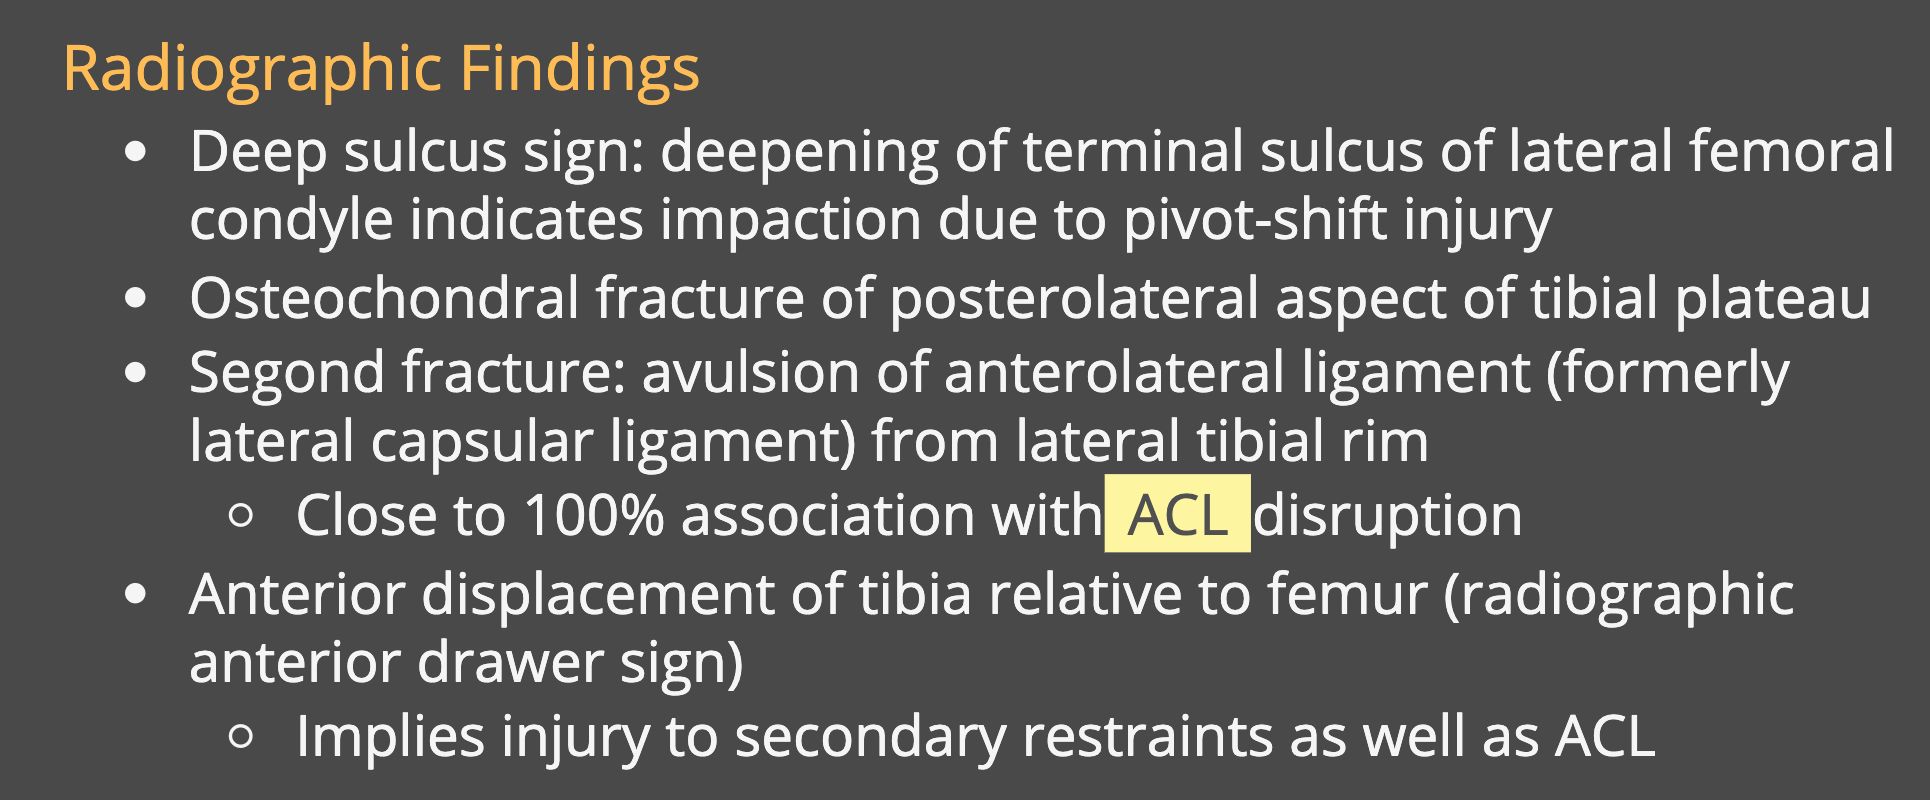 Radiographic Findings
• Deep sulcus sign: deepening of terminal sulcus of lateral femoral
condyle indicates impaction due to pivot-shift injury
• Osteochondral fracture of posterolateral aspect of tibial plateau
• Segond fracture: avulsion of anterolateral ligament (formerly
lateral capsular ligament) from lateral tibial rim
○ Close to 100% association with ACL disruption
• Anterior displacement of tibia relative to femur (radiographic
anterior drawer sign)
○ Implies injury to secondary restraints as well as ACL